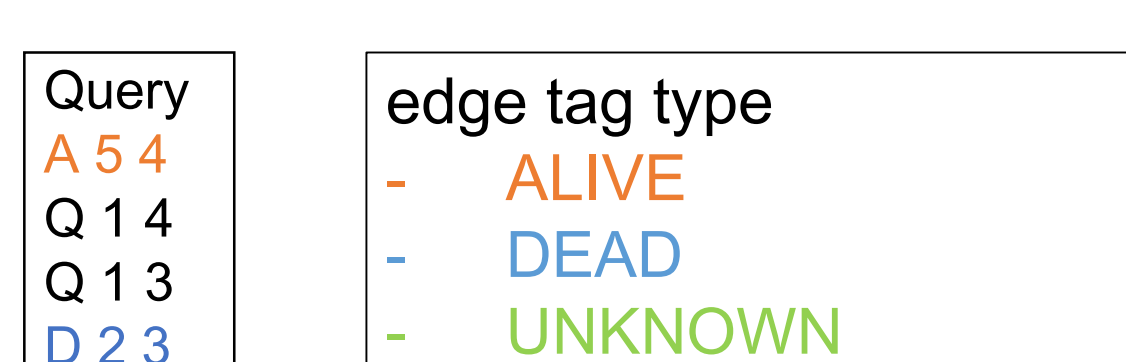 Query
A 5 4
Q 1 4
Q 1 3
D 2 3
edge tag type
- ALIVE
- DEAD
- UNKNOWN